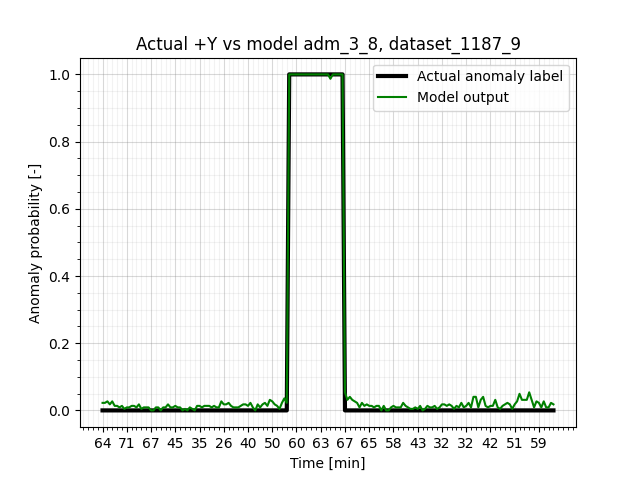 Actual +Y vs model adm_3_8, dataset_1187_9
Actual anomaly label
Model output
Anomaly probability [-]
1.0
0.8
0.6
0.4
0.2
0.0
64 71 67 45 35 26 40 50 60 63 67 65 58 43 32 32 42 51 59
Time [min]